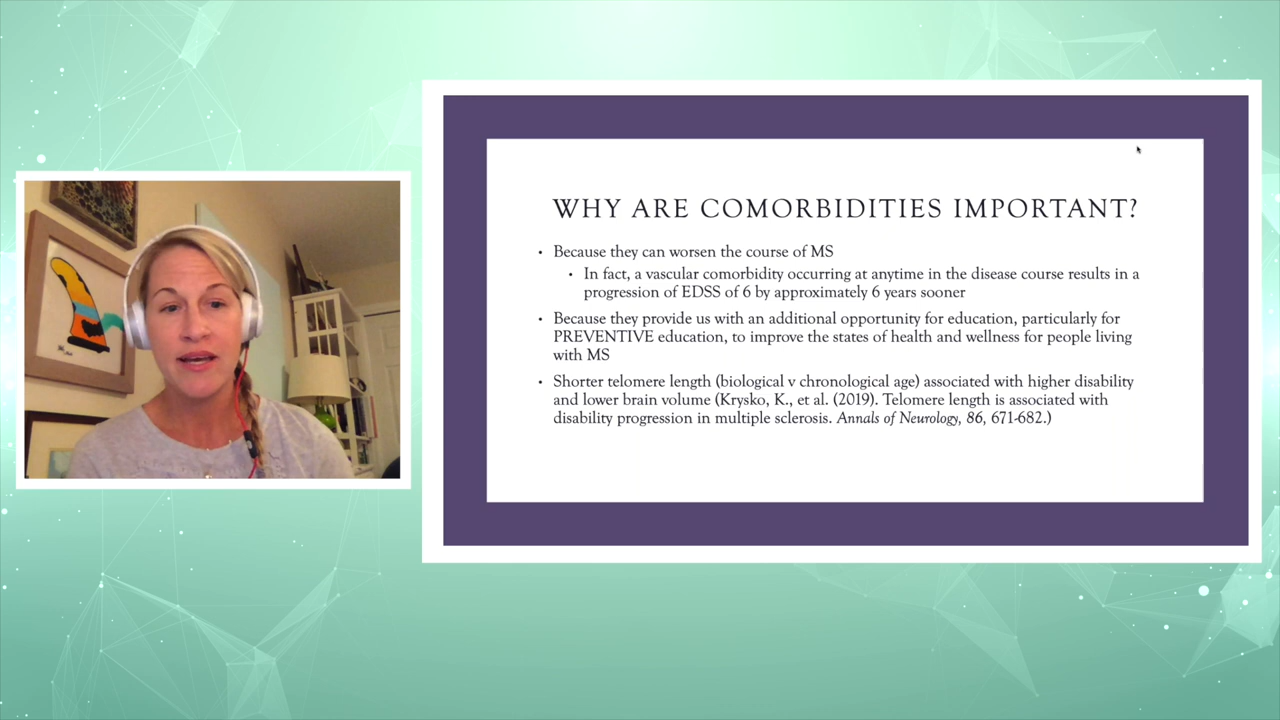 WHY ARE COMORBIDITIES IMPORTANT?
• Because they can worsen the course of MS
• In fact, a vascular comorbidity occurring at anytime in the disease course results in a
progression of EDSS of 6 by approximately 6 years sooner
• Because they provide us with an additional opportunity for education, particularly for
PREVENTIVE education, to improve the states of health and wellness for people living
with MS
• Shorter telomere length (biological v chronological age) associated with higher disability
and lower brain volume (Krysko, K., et al. (2019). Telomere length is associated with
disability progression in multiple sclerosis. Annals of Neurology, 86, 671-682.)